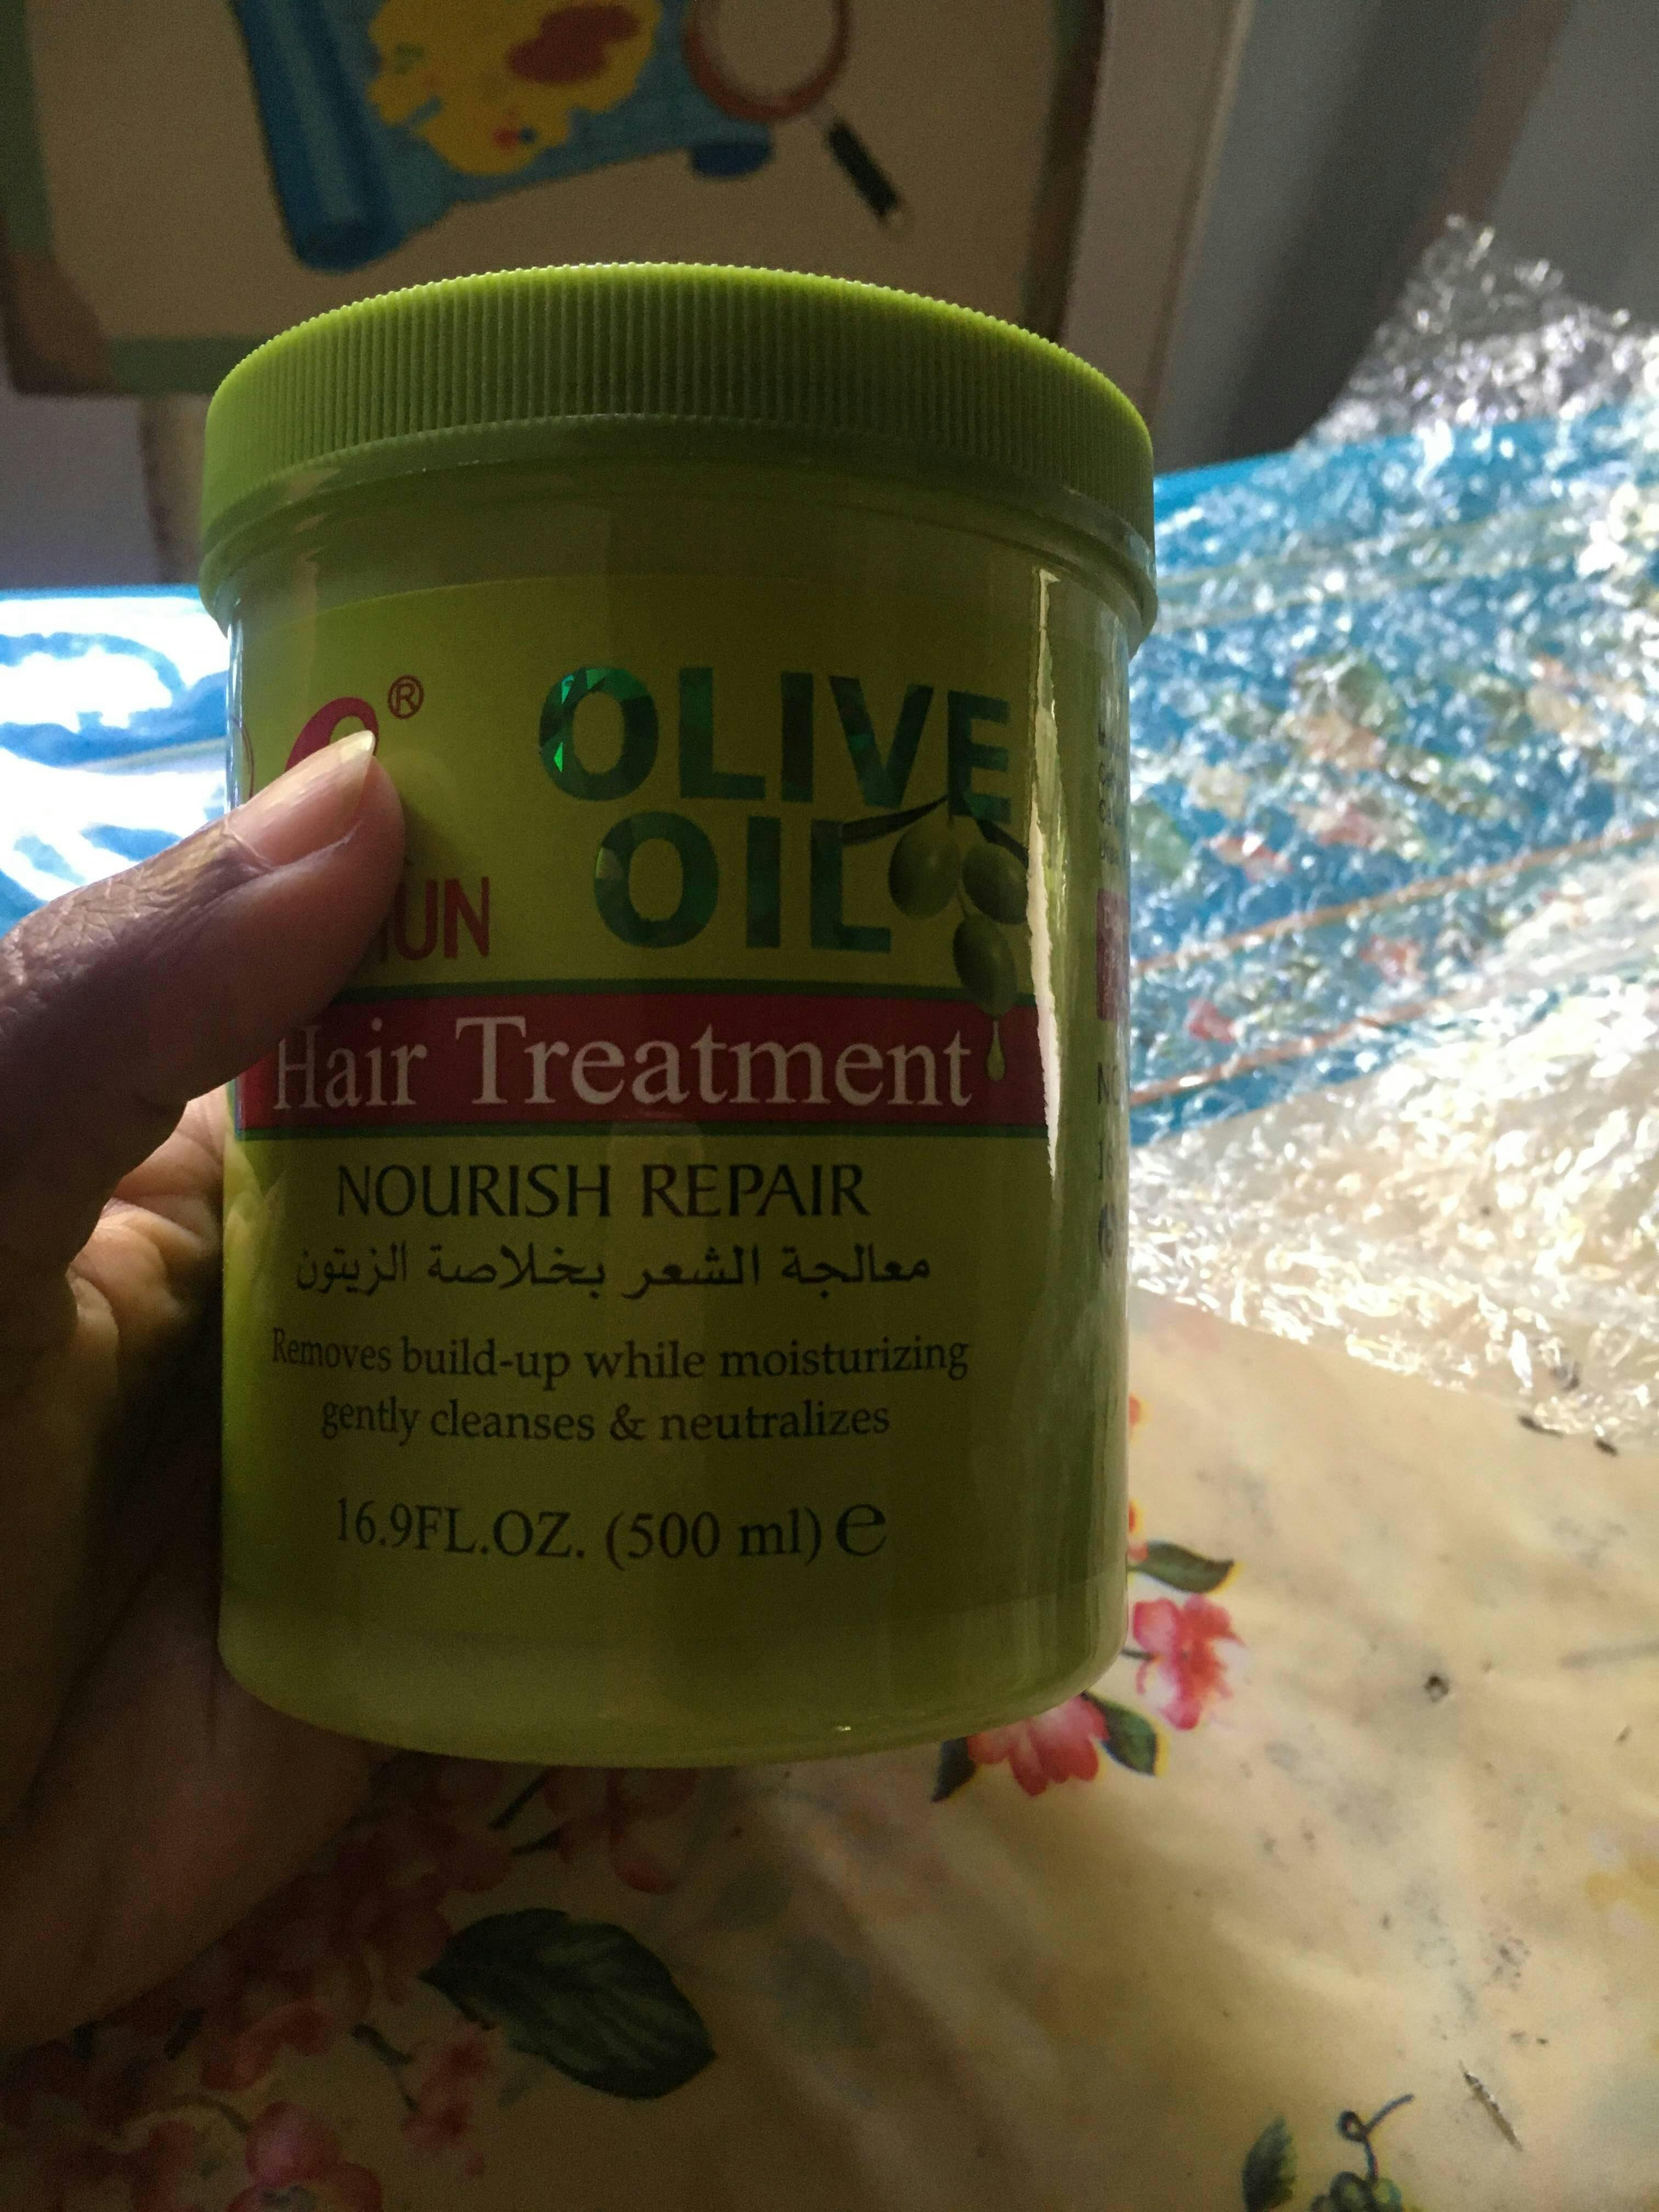 ®
OLIVE
OIL
Hair Treatment
NOURISH REPAIR
معالجة الشعر بخلاصة الزيتون
Removes build-up while moisturizing
gently cleanses & neutralizes
16.9FL.OZ. (500 ml) ℮